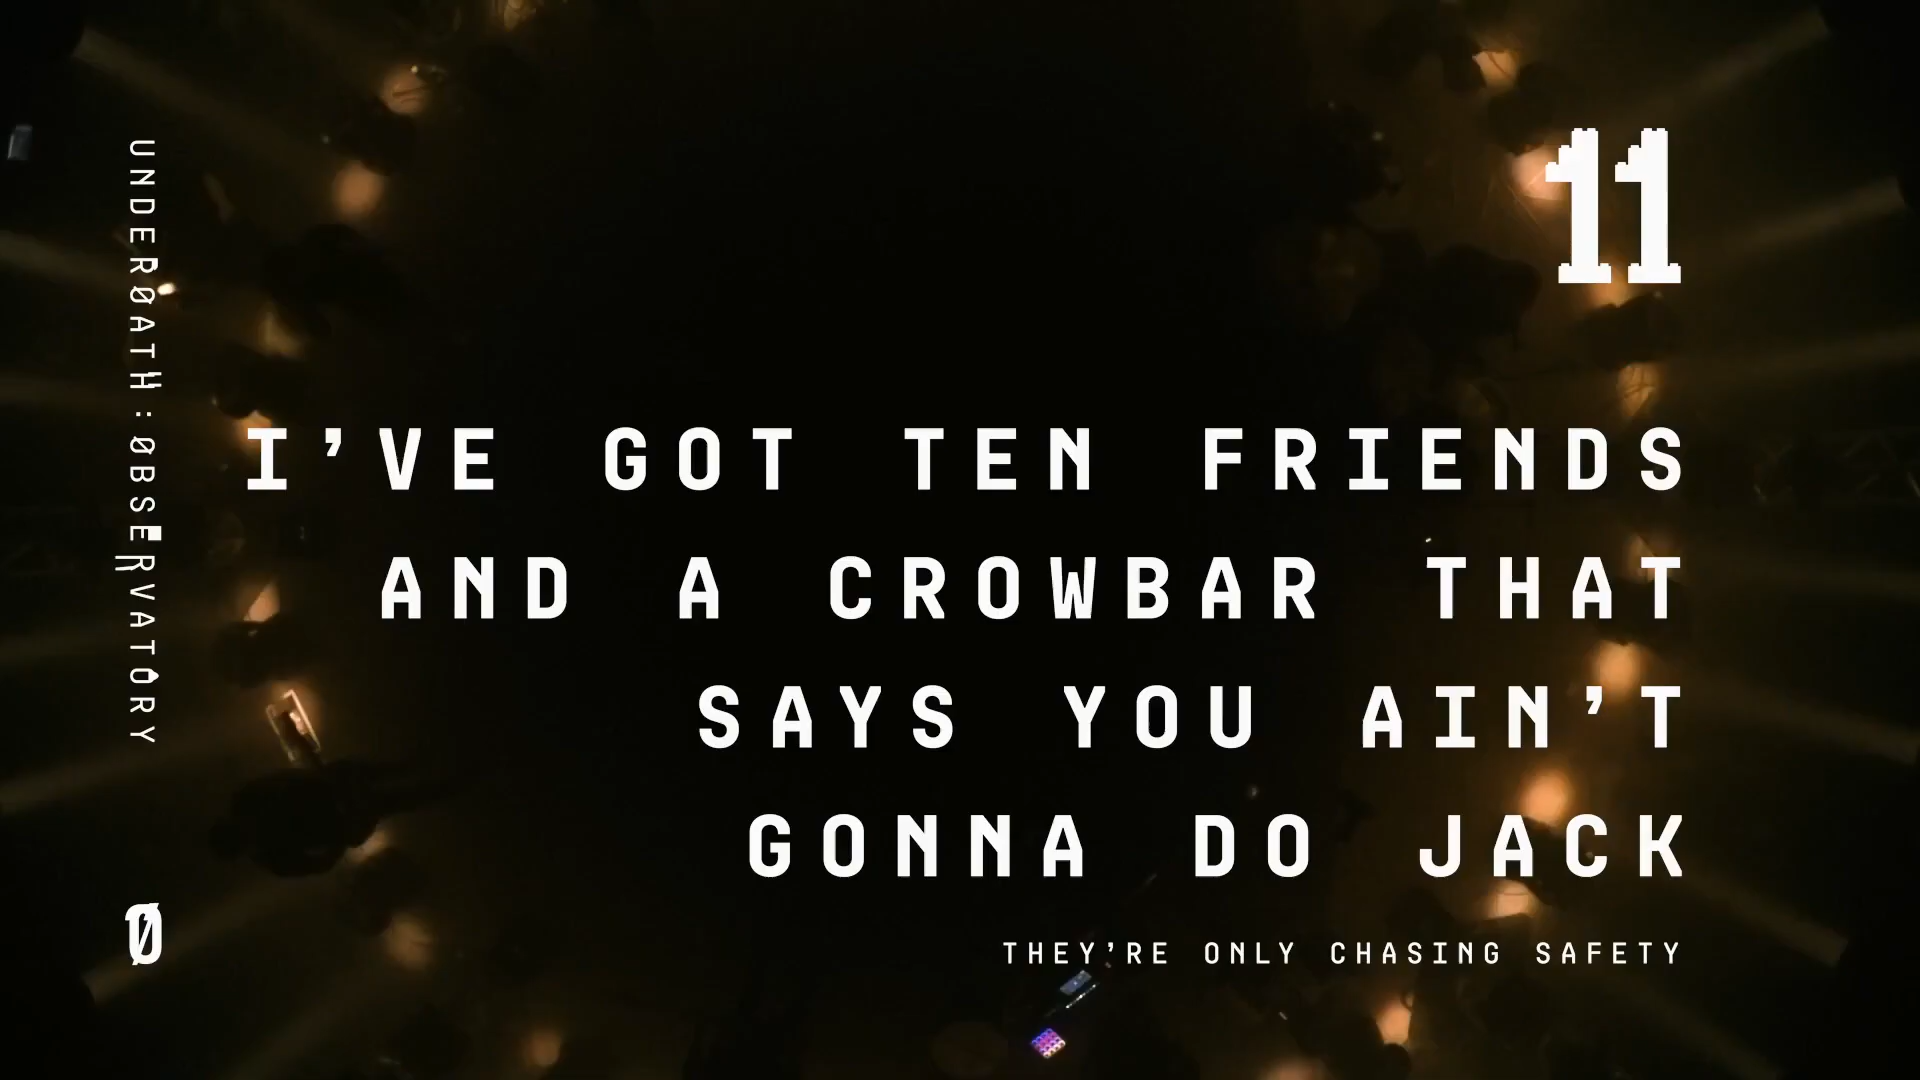 UNDERØATH:ØBSERVATORY
11
I’VE GOT TEN FRIENDS
AND A CROWBAR THAT
SAYS YOU AIN’T
GONNA DO JACK
THEY’RE ONLY CHASING SAFETY
Ø